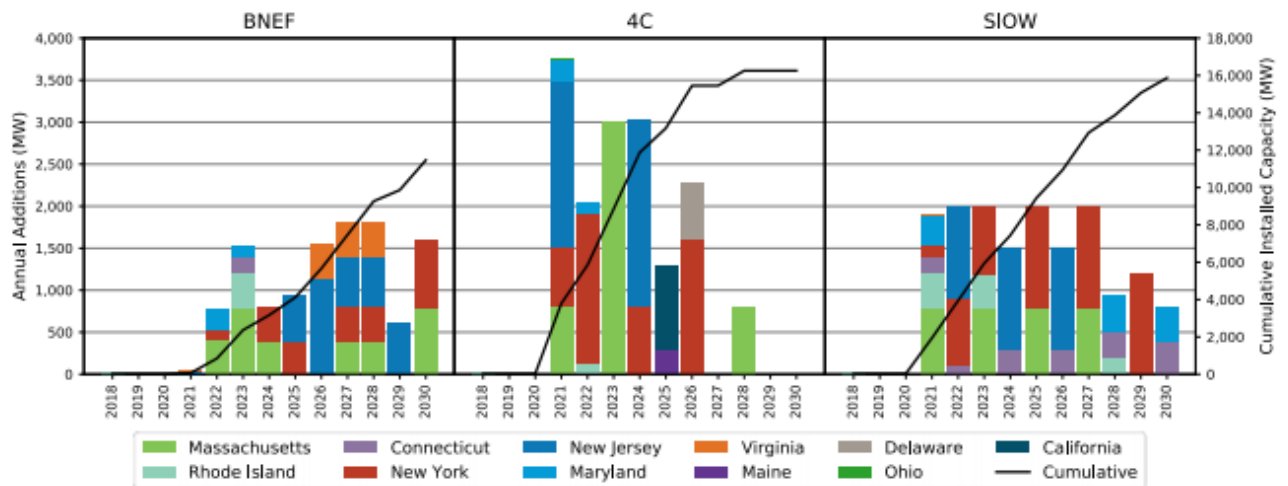 BNEF 4C SIOW
4,000 18,000
3,500 16,000
3,000 14,000
2,500 12,000
2,000 10,000
1,500 8,000
1,000 6,000
500 4,000
0 2,000
0
Annual Additions (MW)
Cumulative Installed Capacity (MW)
2018 2019 2020 2021 2022 2023 2024 2025 2026 2027 2028 2029 2030 2018 2019 2020 2021 2022 2023 2024 2025 2026 2027 2028 2029 2030 2018 2019 2020 2021 2022 2023 2024 2025 2026 2027 2028 2029 2030
Massachusetts Connecticut New Jersey Virginia Delaware California
Rhode Island New York Maryland Maine Ohio Cumulative